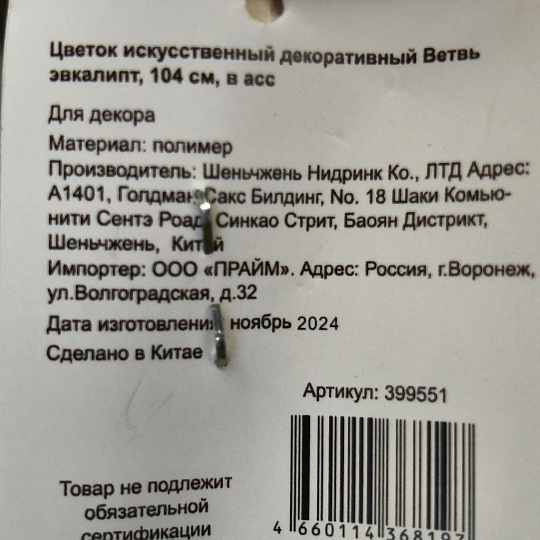 Цветок искусственный декоративный Ветвь
эвкалипт, 104 см, в асс
Для декора
Материал: полимер
Производитель: Шеньчжень Нидринк Ко., ЛТД Адрес:
А1401, Голдман Сакс Билдинг, No. 18 Шаки Комью-
нити Сентэ Роад, Синкао Стрит, Баоян Дистрикт,
Шеньчжень, Китай
Импортер: ООО «ПРАЙМ». Адрес: Россия, г.Воронеж,
ул.Волгоградская, д.32
Дата изготовления: ноябрь 2024
Сделано в Китае
Артикул: 399551
Товар не подлежит
обязательной
сертификации
4 660114 368197